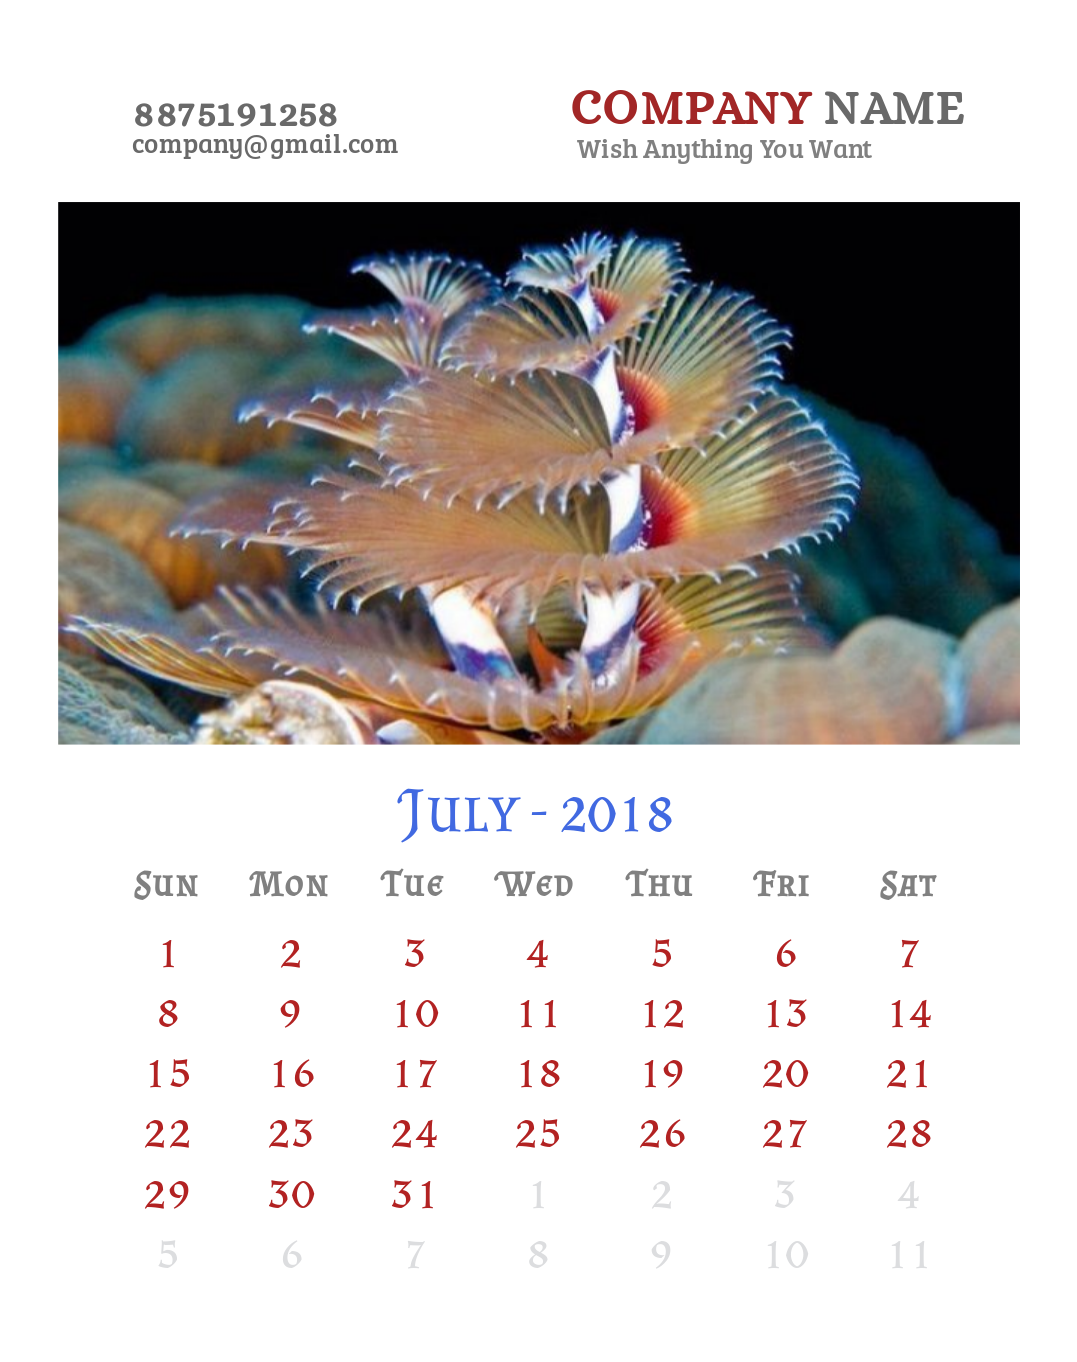 8875191258
company@gmail.com
COMPANY NAME
Wish Anything You Want
July - 2018
Sun Mon Tue Wed Thu Fri Sat
1 2 3 4 5 6 7
8 9 10 11 12 13 14
15 16 17 18 19 20 21
22 23 24 25 26 27 28
29 30 31 1 2 3 4
5 6 7 8 9 10 11